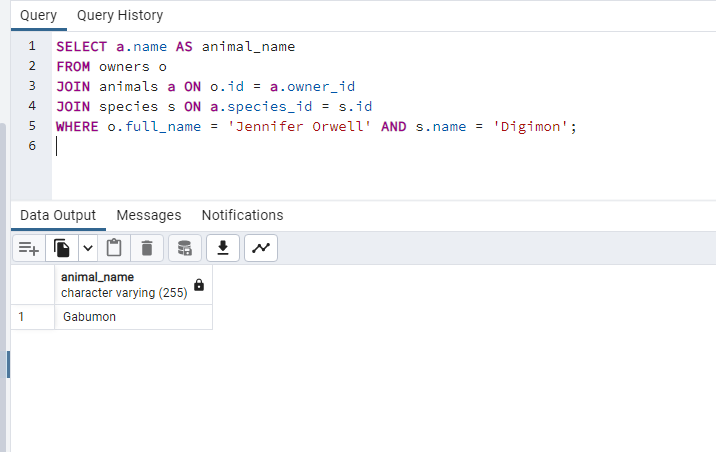 Query Query History
1 SELECT a.name AS animal_name
2 FROM owners o
3 JOIN animals a ON o.id = a.owner_id
4 JOIN species s ON a.species_id = s.id
5 WHERE o.full_name = 'Jennifer Orwell' AND s.name = 'Digimon';
6
Data Output Messages Notifications
animal_name
character varying (255)
1 Gabumon